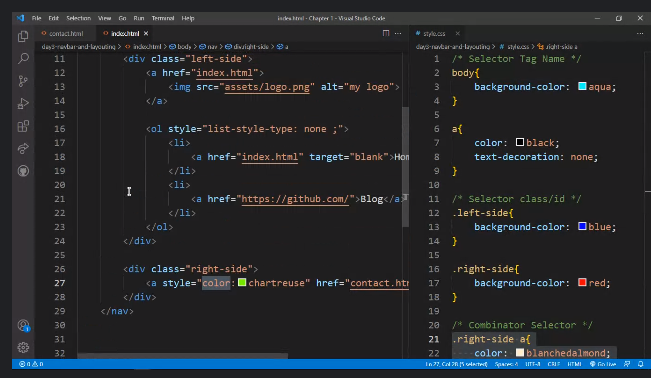 File Edit Selection View Go Run Terminal Help
index.html - Chapter 1 - Visual Studio Code
contact.html
index.html
day3-navbar-and-layouting > index.html > body > nav > div.right-side > a
11 <div class="left-side">
12 <a href="index.html">
13 <img src="assets/logo.png" alt="my logo">
14 </a>
15
16 <ol style="list-style-type: none ;">
17 <li>
18 <a href="index.html" target="blank">Hom
19 </li>
20 <li>
21 <a href="https://github.com/">Blog</a>
22 </li>
23 </ol>
24 </div>
25
26 <div class="right-side">
27 <a style="color: chartreuse" href="contact.htm
28 </div>
29 </nav>
30
31
32
style.css
day3-navbar-and-layouting > style.css > .right-side a
1 /* Selector Tag Name */
2 body{
3 background-color: aqua;
4 }
5
6 a{
7 color: black;
8 text-decoration: none;
9 }
10
11 /* Selector class/id */
12 .left-side{
13 background-color: blue;
14 }
15
16 .right-side{
17 background-color: red;
18 }
19
20 /* Combinator Selector */
21 .right-side a{
22 color: blanchedalmond;
0 0
Ln 27, Col 28 (5 selected) Spaces: 4 UTF-8 CRLF HTML Go Live